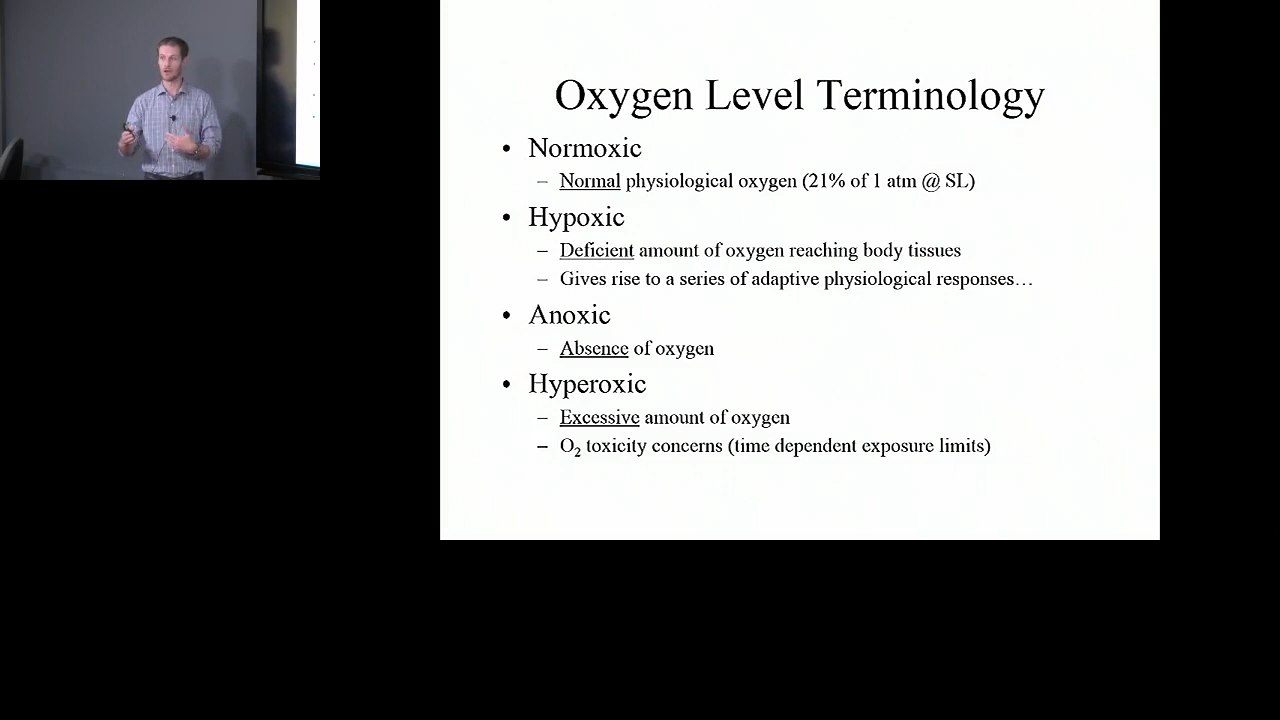 Oxygen Level Terminology
• Normoxic
– Normal physiological oxygen (21% of 1 atm @ SL)
• Hypoxic
– Deficient amount of oxygen reaching body tissues
– Gives rise to a series of adaptive physiological responses…
• Anoxic
– Absence of oxygen
• Hyperoxic
– Excessive amount of oxygen
– O₂ toxicity concerns (time dependent exposure limits)